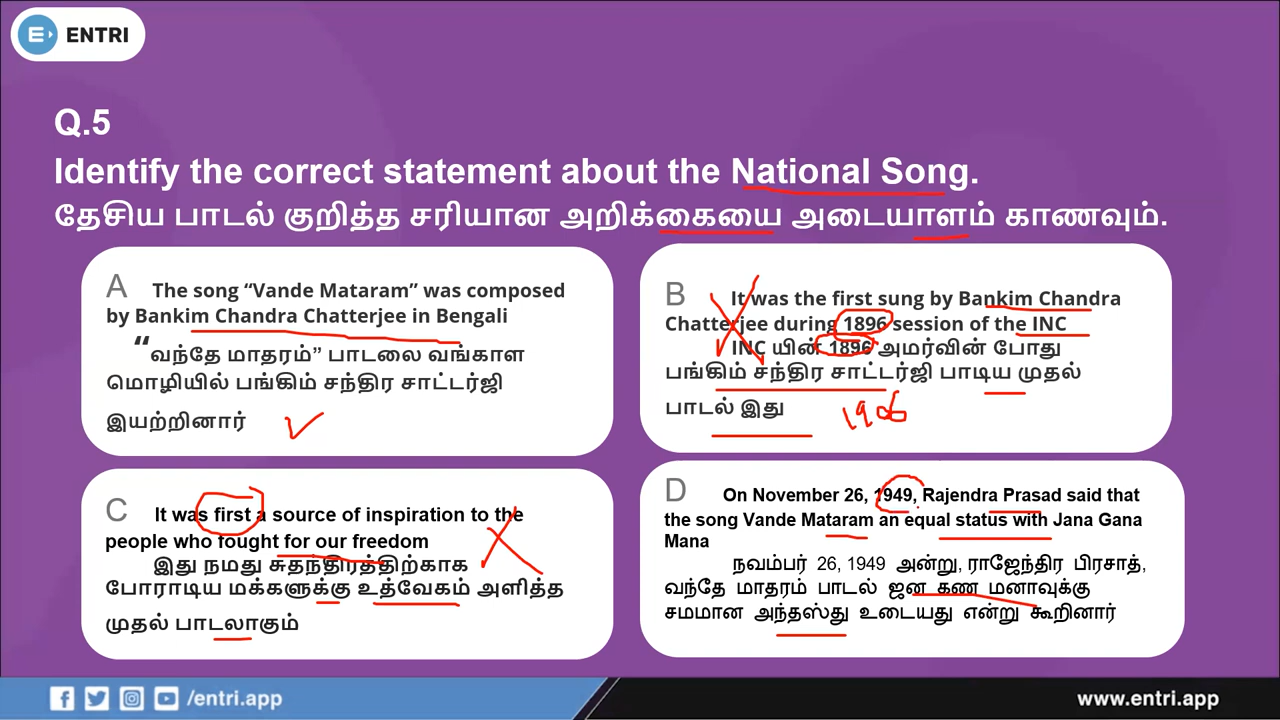 ENTRI
Q.5
Identify the correct statement about the National Song.
தேசிய பாடல் குறித்த சரியான அறிக்கையை அடையாளம் காணவும்.
A The song “Vande Mataram” was composed
by Bankim Chandra Chatterjee in Bengali
“வந்தே மாதரம்” பாடலை வங்காள
மொழியில் பங்கிம் சந்திர சாட்டர்ஜி
இயற்றினார்
B It was the first sung by Bankim Chandra
Chatterjee during 1896 session of the INC
INC யின் 1896 அமர்வின் போது
பங்கிம் சந்திர சாட்டர்ஜி பாடிய முதல்
பாடல் இது
1906
C It was first a source of inspiration to the
people who fought for our freedom
இது நமது சுதந்திரத்திற்காக
போராடிய மக்களுக்கு உத்வேகம் அளித்த
முதல் பாடலாகும்
D On November 26, 1949, Rajendra Prasad said that
the song Vande Mataram an equal status with Jana Gana
Mana
நவம்பர் 26, 1949 அன்று, ராஜேந்திர பிரசாத்,
வந்தே மாதரம் பாடல் ஜன கண மனாவுக்கு
சமமான அந்தஸ்து உடையது என்று கூறினார்
/entri.app
www.entri.app